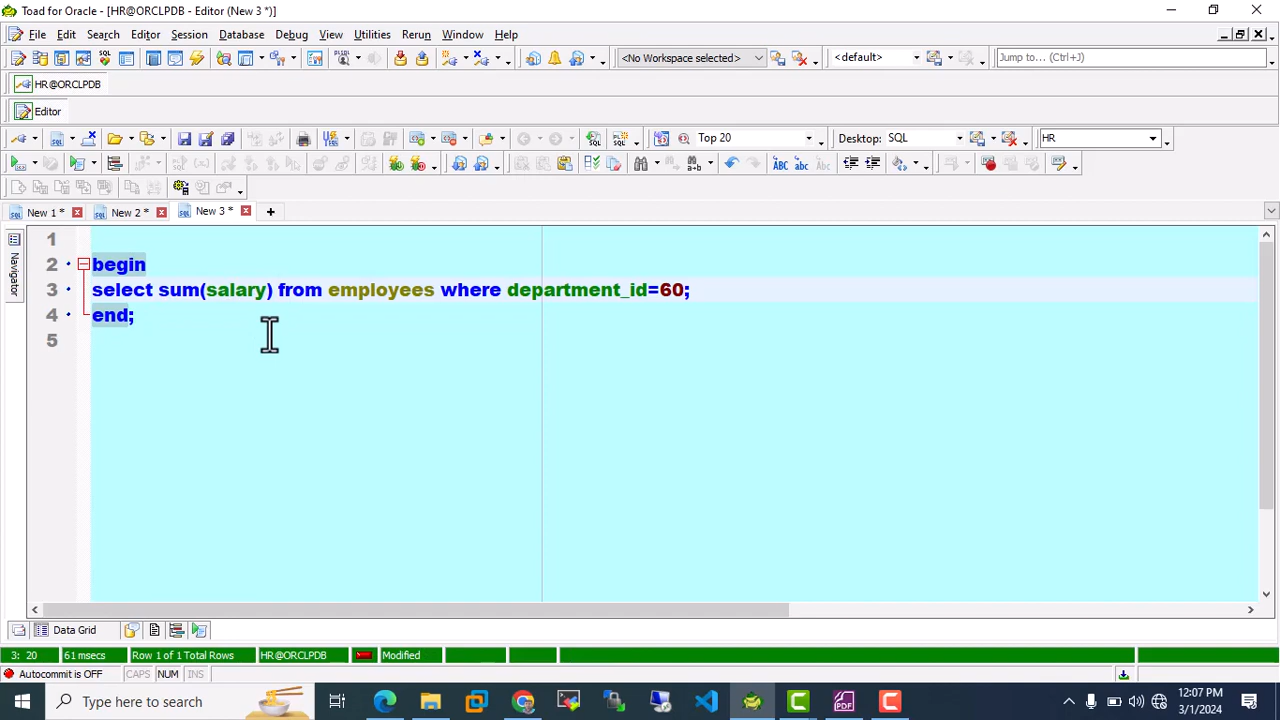 Toad for Oracle - [HR@ORCLPDB - Editor (New 3 *)]
File Edit Search Editor Session Database Debug View Utilities Rerun Window Help
<No Workspace selected> <default> Jump to... (Ctrl+J)
HR@ORCLPDB
Editor
Top 20 Desktop: SQL HR
New 1 * New 2 * New 3 *
Navigator
1
2 begin
3 select sum(salary) from employees where department_id=60;
4 end;
5
Data Grid
3: 20 61 msecs Row 1 of 1 Total Rows HR@ORCLPDB Modified
Autocommit is OFF CAPS NUM INS
Type here to search
12:07 PM
3/1/2024